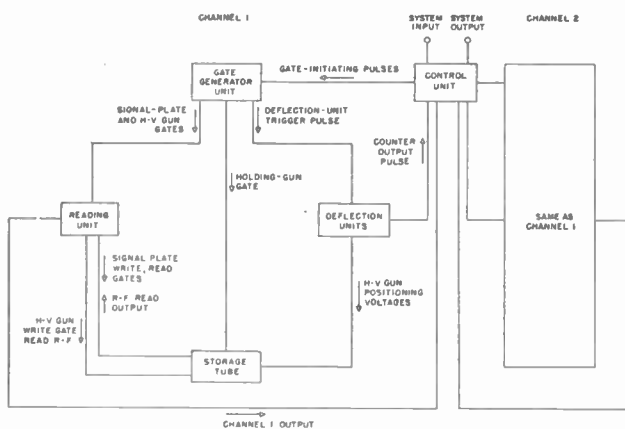 CHANNEL 1
SYSTEM
INPUT
SYSTEM
OUTPUT
CHANNEL 2
GATE
GENERATOR
UNIT
GATE-INITIATING PULSES
CONTROL
UNIT
SIGNAL-PLATE
AND H-V GUN
GATES
DEFLECTION-UNIT
TRIGGER PULSE
COUNTER
OUTPUT
PULSE
HOLDING-GUN
GATE
READING
UNIT
DEFLECTION
UNITS
SAME AS
CHANNEL 1
SIGNAL PLATE
WRITE, READ
GATES
R-F READ
OUTPUT
H-V GUN
POSITIONING
VOLTAGES
H-V GUN
WRITE GATE
READ R-F
STORAGE
TUBE
CHANNEL 1 OUTPUT